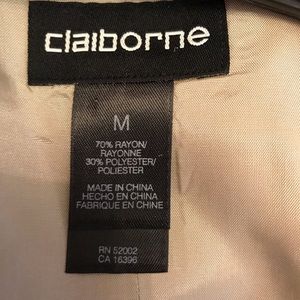 claiborne
M
70% RAYON/
RAYONNE
30% POLYESTER/
POLIESTER
MADE IN CHINA
HECHO EN CHINA
FABRIQUE EN CHINE
RN 52002
CA 16396